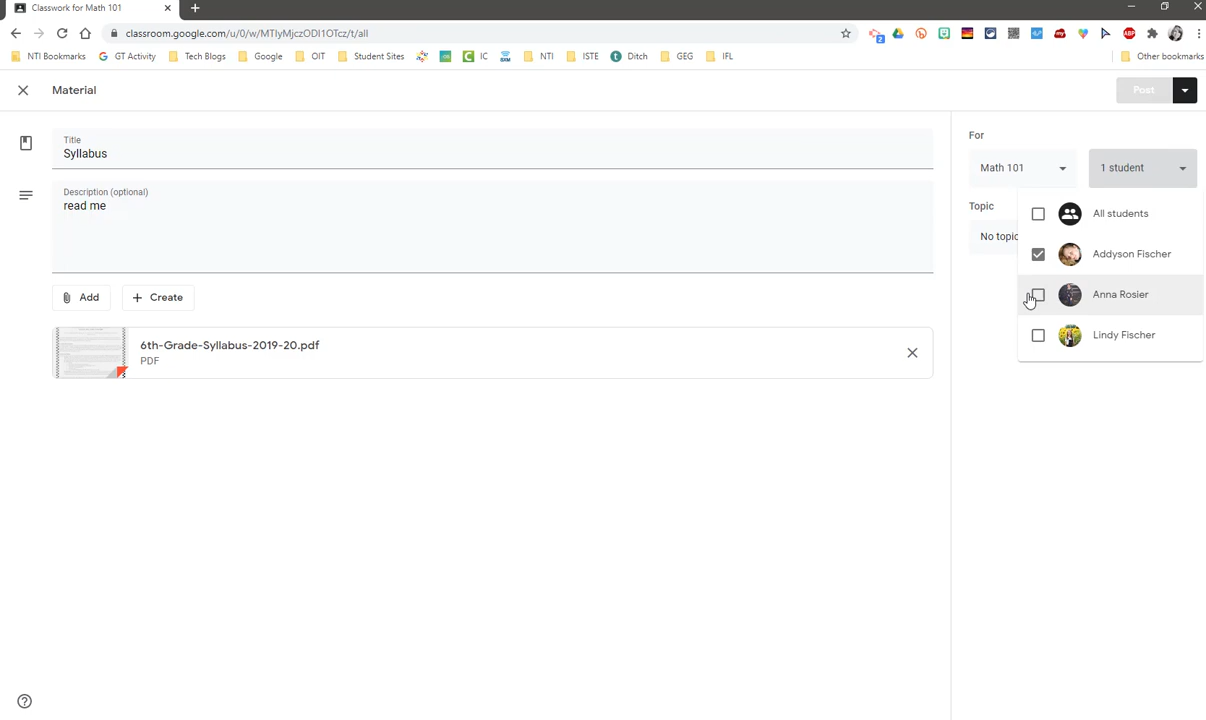 Classwork for Math 101
classroom.google.com/u/0/w/MTIyMjczODI1OTcz/t/all
NTI Bookmarks
GT Activity
Tech Blogs
Google
OIT
Student Sites
IC
NTI
ISTE
Ditch
GEG
IFL
Other bookmarks
Material
Post
Title
Syllabus
Description (optional)
read me
Add
Create
6th-Grade-Syllabus-2019-20.pdf
PDF
For
Math 101
1 student
Topic
No topic
All students
Addyson Fischer
Anna Rosier
Lindy Fischer